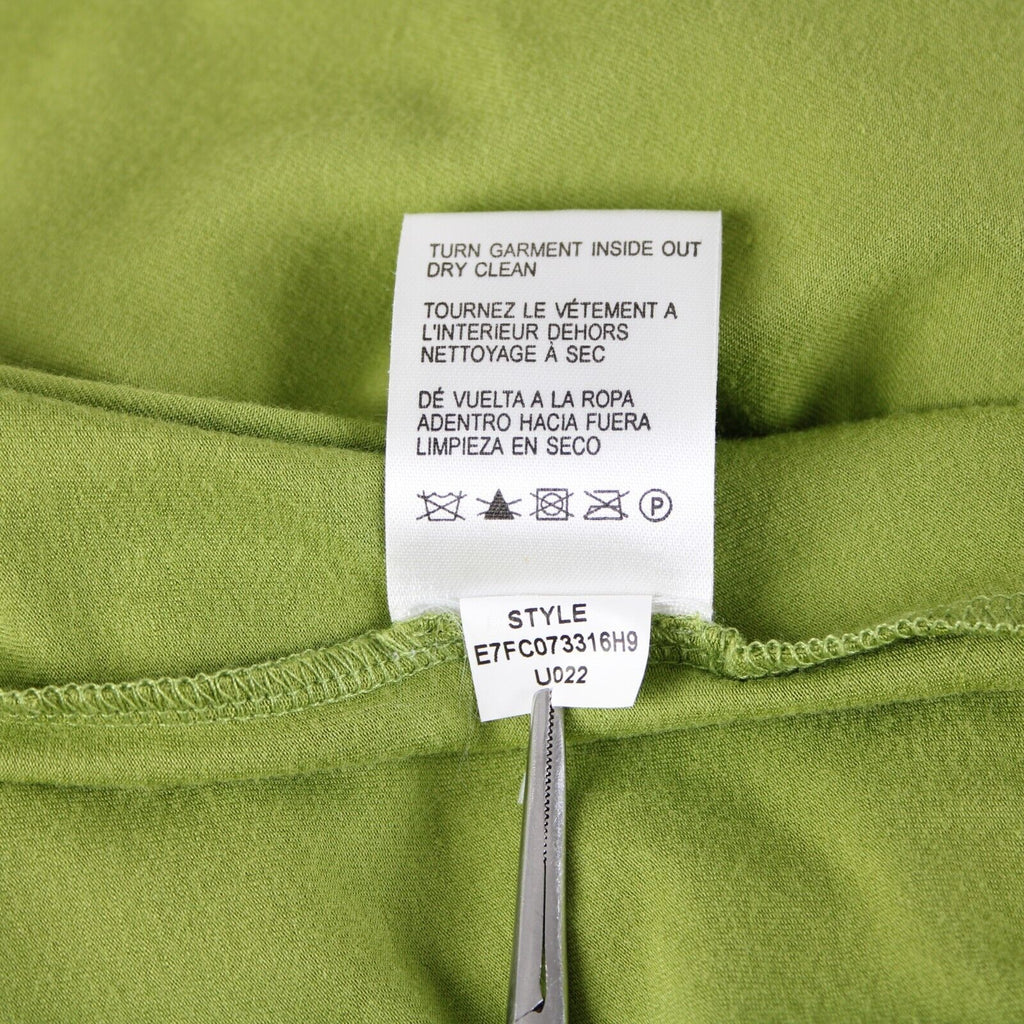 TURN GARMENT INSIDE OUT
DRY CLEAN
TOURNEZ LE VÉTEMENT A
L'INTERIEUR DEHORS
NETTOYAGE À SEC
DÉ VUELTA A LA ROPA
ADENTRO HACIA FUERA
LIMPIEZA EN SECO
P
STYLE
E7FC073316H9
U022